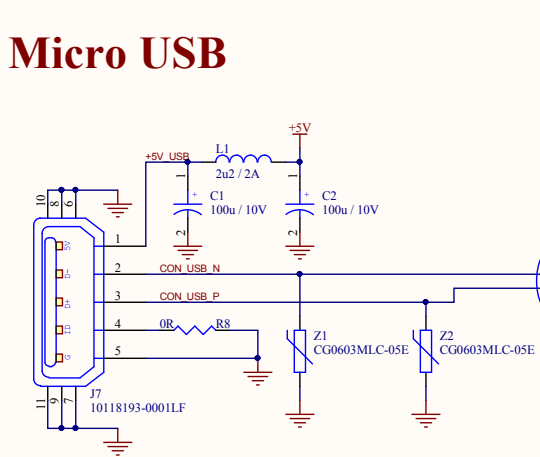 Micro USB
+5V
+5V_USB
L1
2u2 / 2A
1
1
+
C1
100u / 10V
+
C2
100u / 10V
2
2
10
8
6
5V
1
D-
2
CON_USB_N
D+
3
CON_USB_P
ID
4
0R
R8
G
5
Z1
CG0603MLC-05E
Z2
CG0603MLC-05E
11
9
7
J7
10118193-0001LF